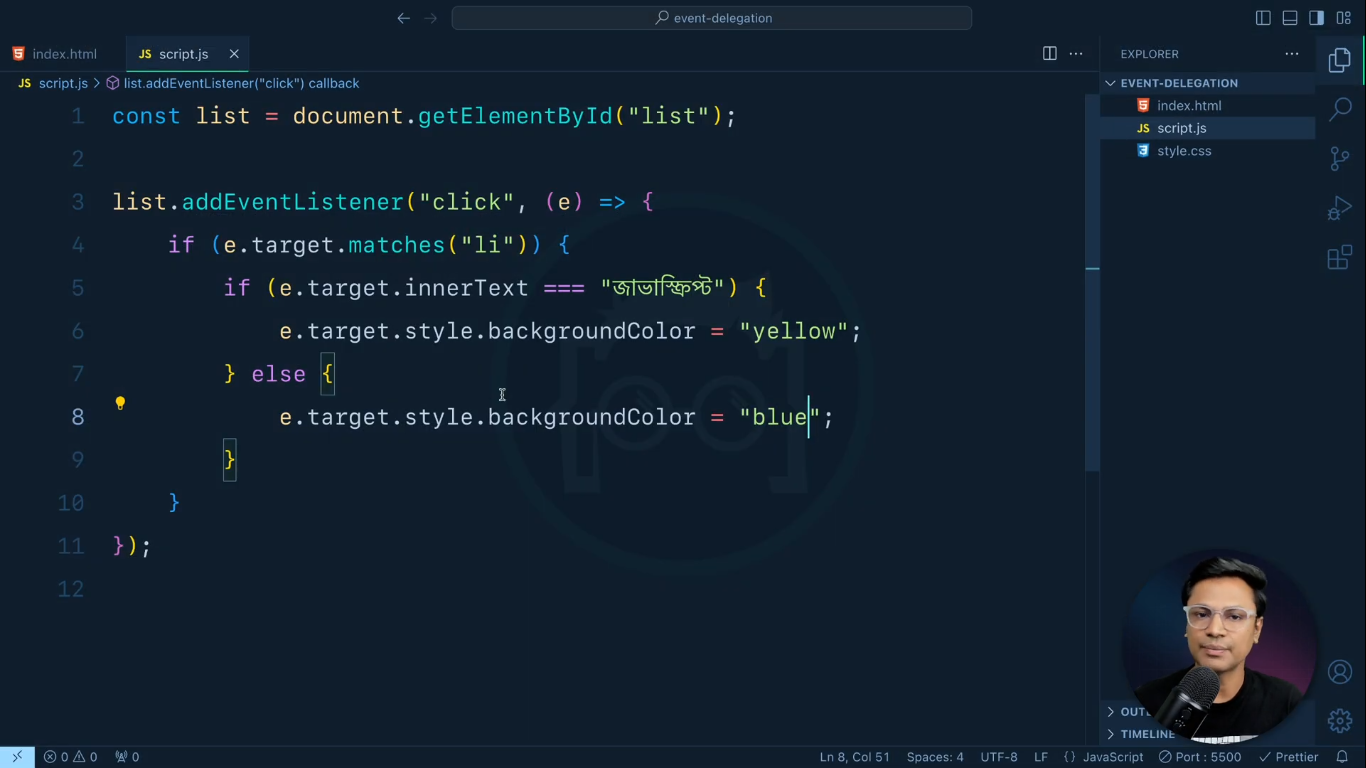 event-delegation
index.html
script.js
EXPLORER
script.js > list.addEventListener("click") callback
EVENT-DELEGATION
index.html
script.js
style.css
1 const list = document.getElementById("list");
2
3 list.addEventListener("click", (e) => {
4 if (e.target.matches("li")) {
5 if (e.target.innerText === "জাভাস্ক্রিপ্ট") {
6 e.target.style.backgroundColor = "yellow";
7 } else {
8 e.target.style.backgroundColor = "blue";
9 }
10 }
11 });
12
TIMELINE
0 0 0
Ln 8, Col 51 Spaces: 4 UTF-8 LF {} JavaScript Port : 5500 Prettier